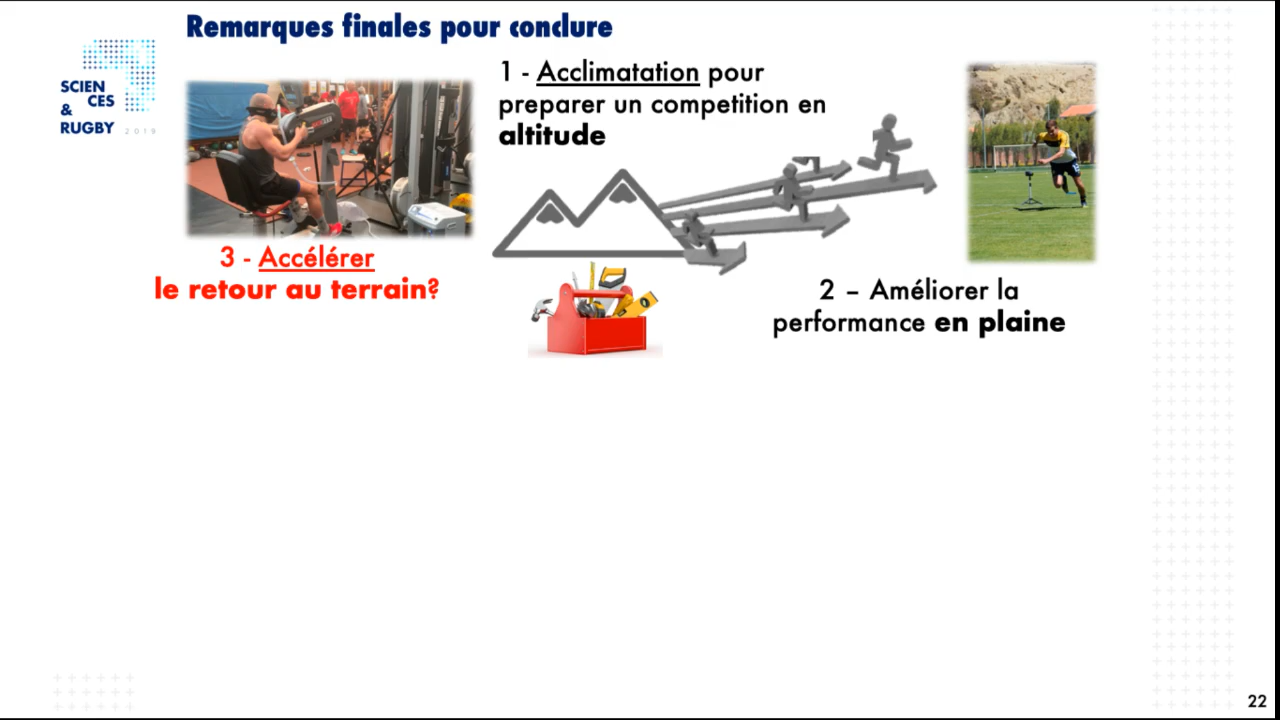 Remarques finales pour conclure
SCIEN
CES
&
RUGBY 2019
1 - Acclimatation pour
preparer un competition en
altitude
3 - Accélérer
le retour au terrain?
2 – Améliorer la
performance en plaine
22